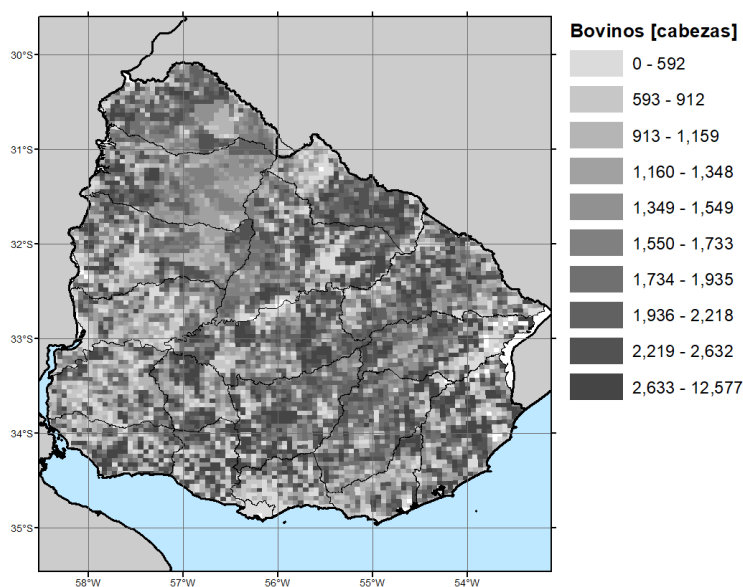 Bovinos [cabezas]
0 - 592
593 - 912
913 - 1,159
1,160 - 1,348
1,349 - 1,549
1,550 - 1,733
1,734 - 1,935
1,936 - 2,218
2,219 - 2,632
2,633 - 12,577
30°S
31°S
32°S
33°S
34°S
35°S
58°W 57°W 56°W 55°W 54°W